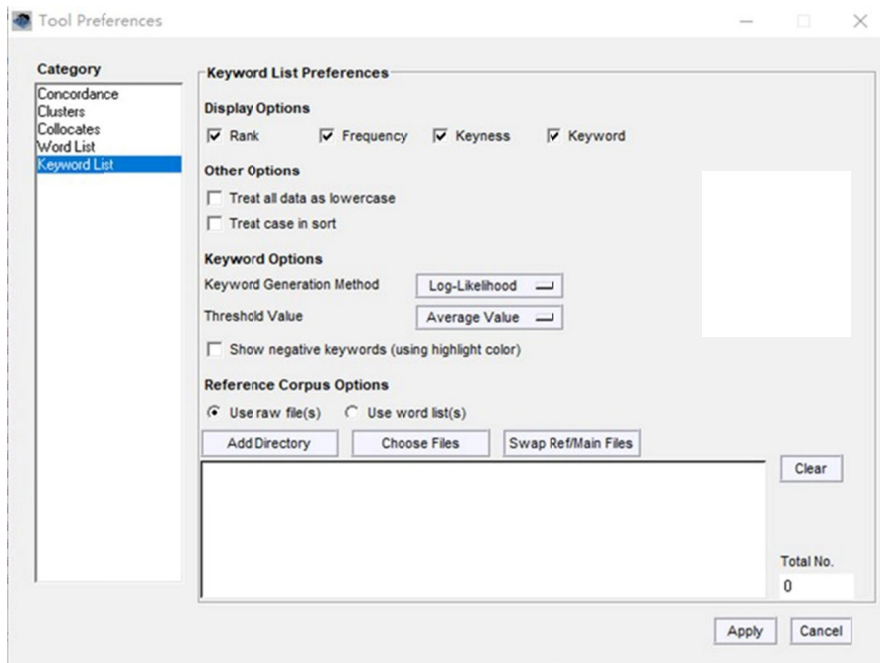 Tool Preferences
Category
Concordance
Clusters
Collocates
Word List
Keyword List
Keyword List Preferences
Display Options
Rank Frequency Keyness Keyword
Other Options
Treat all data as lowercase
Treat case in sort
Keyword Options
Keyword Generation Method Log-Likelihood
Threshold Value Average Value
Show negative keywords (using highlight color)
Reference Corpus Options
Use raw file(s) Use word list(s)
Add Directory Choose Files Swap Ref/Main Files
Clear
Total No.
0
Apply Cancel